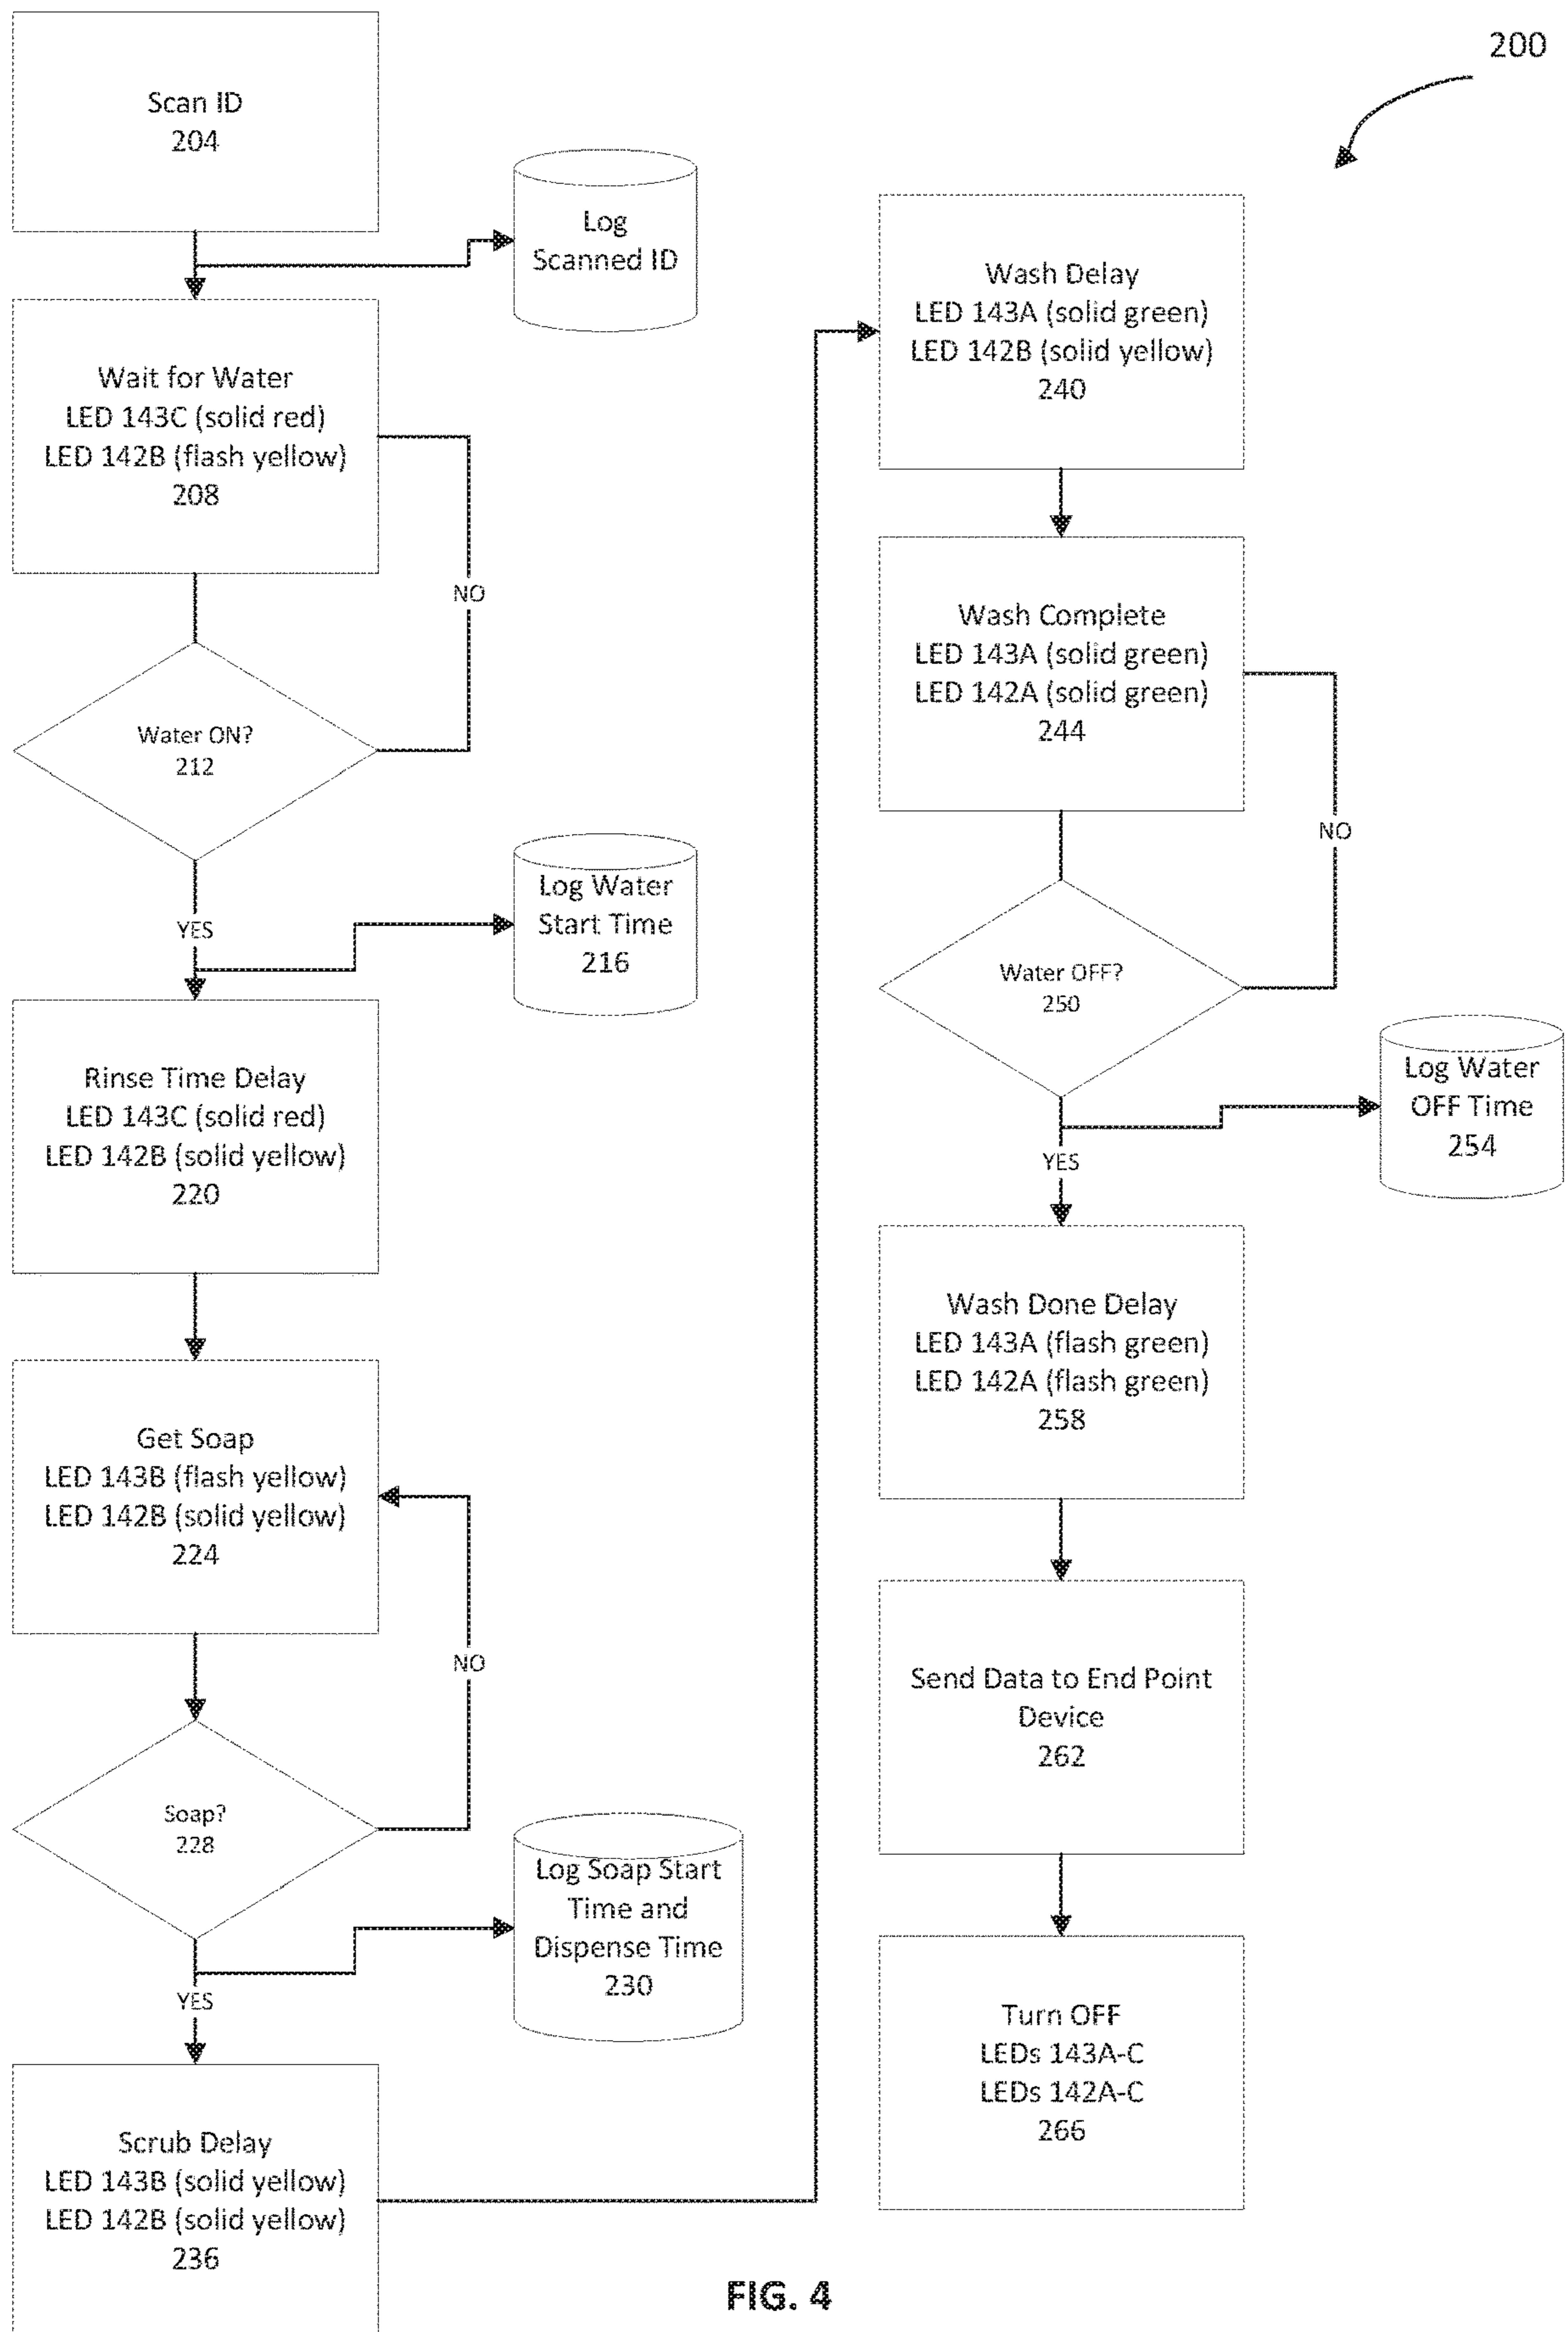 200
Scan ID
204
Log
Scanned ID
Wait for Water
LED 143C (solid red)
LED 142B (flash yellow)
208
NO
Water ON?
212
YES
Log Water
Start Time
216
Rinse Time Delay
LED 143C (solid red)
LED 142B (solid yellow)
220
Get Soap
LED 143B (flash yellow)
LED 142B (solid yellow)
224
NO
Soap?
228
YES
Log Soap Start
Time and
Dispense Time
230
Scrub Delay
LED 143B (solid yellow)
LED 142B (solid yellow)
236
Wash Delay
LED 143A (solid green)
LED 142B (solid yellow)
240
Wash Complete
LED 143A (solid green)
LED 142A (solid green)
244
NO
Water OFF?
250
YES
Log Water
OFF Time
254
Wash Done Delay
LED 143A (flash green)
LED 142A (flash green)
258
Send Data to End Point
Device
262
Turn OFF
LEDs 143A-C
LEDs 142A-C
266
FIG. 4